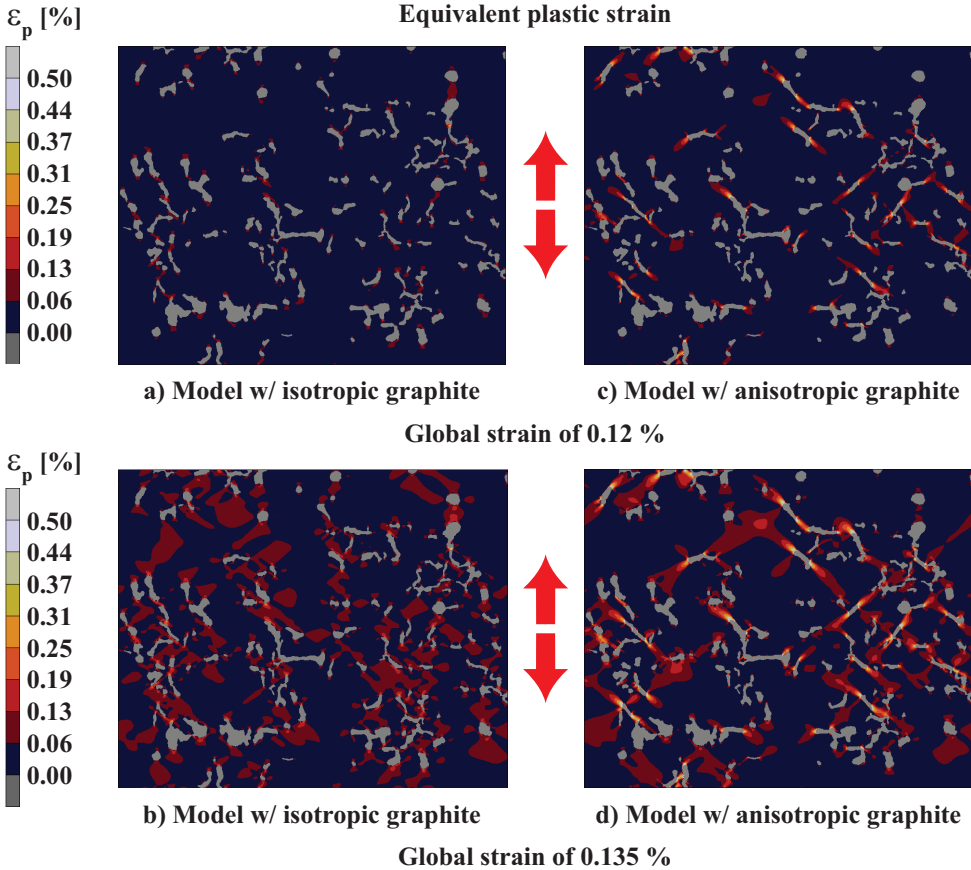 Equivalent plastic strain
εp [%]
0.50
0.44
0.37
0.31
0.25
0.19
0.13
0.06
0.00
a) Model w/ isotropic graphite
c) Model w/ anisotropic graphite
Global strain of 0.12 %
εp [%]
0.50
0.44
0.37
0.31
0.25
0.19
0.13
0.06
0.00
b) Model w/ isotropic graphite
d) Model w/ anisotropic graphite
Global strain of 0.135 %